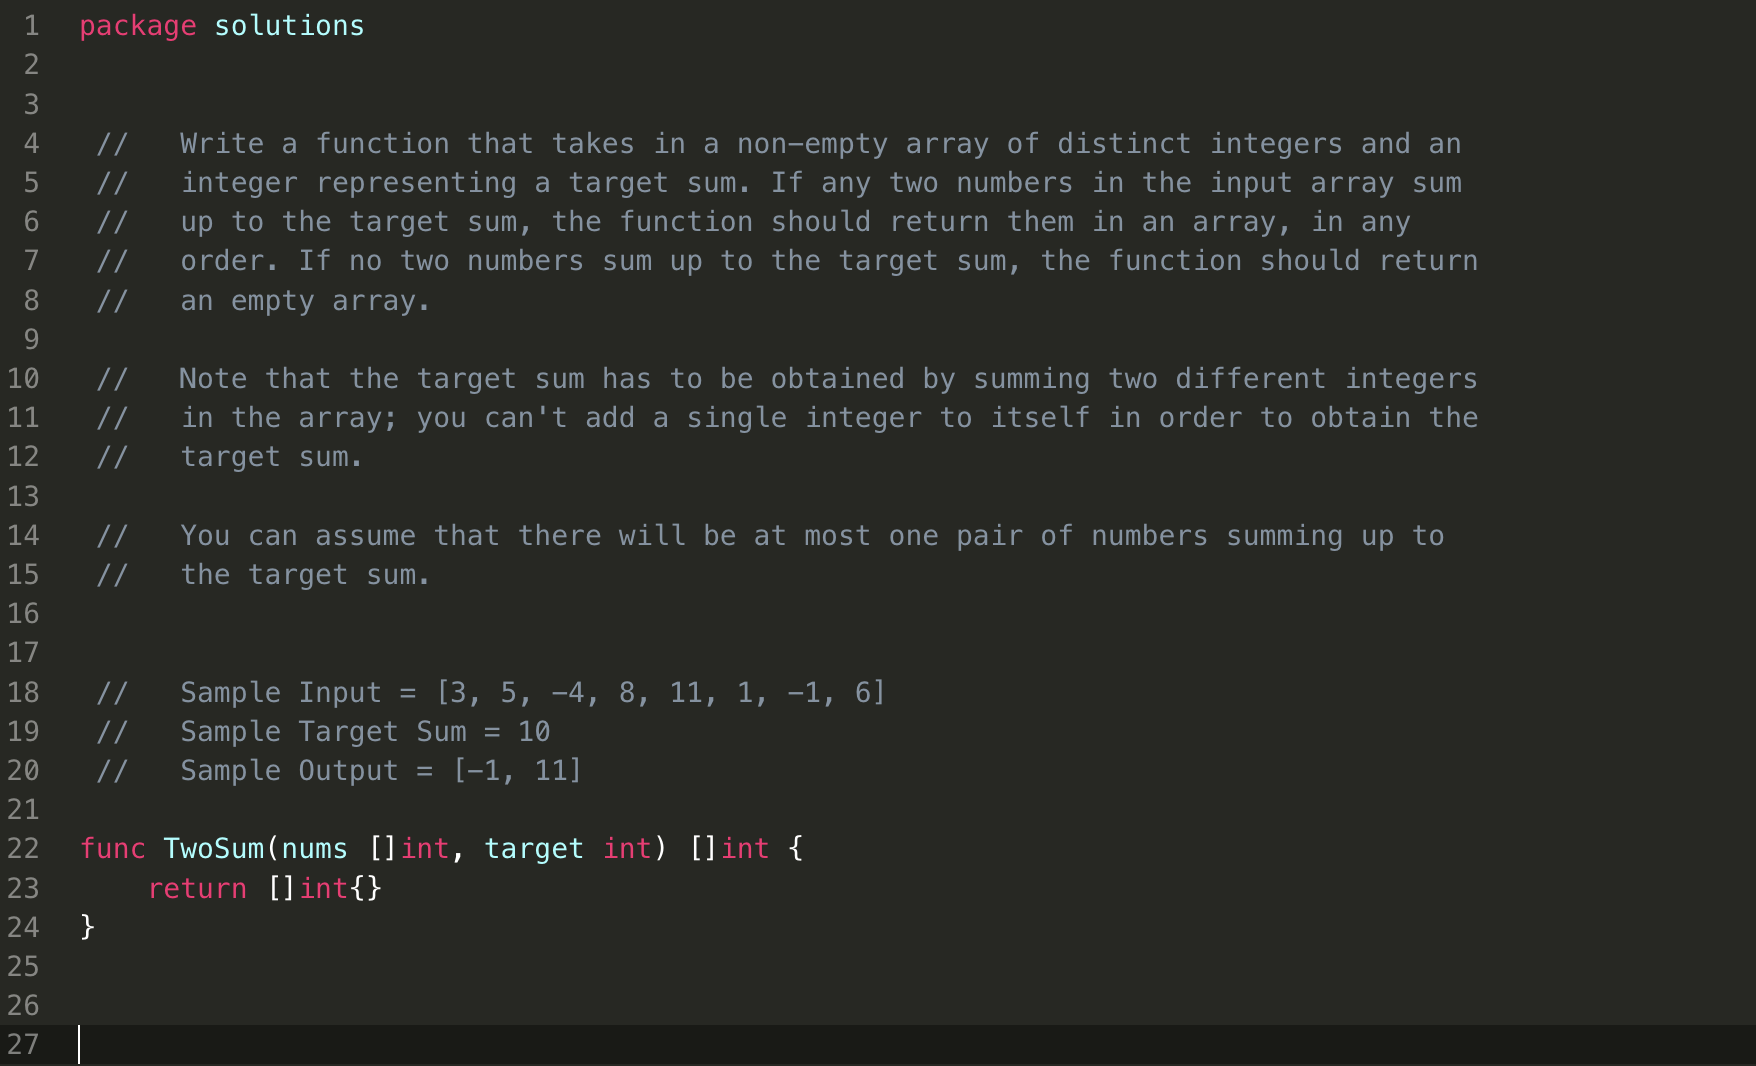 1 package solutions
2
3
4 // Write a function that takes in a non-empty array of distinct integers and an
5 // integer representing a target sum. If any two numbers in the input array sum
6 // up to the target sum, the function should return them in an array, in any
7 // order. If no two numbers sum up to the target sum, the function should return
8 // an empty array.
9
10 // Note that the target sum has to be obtained by summing two different integers
11 // in the array; you can't add a single integer to itself in order to obtain the
12 // target sum.
13
14 // You can assume that there will be at most one pair of numbers summing up to
15 // the target sum.
16
17
18 // Sample Input = [3, 5, -4, 8, 11, 1, -1, 6]
19 // Sample Target Sum = 10
20 // Sample Output = [-1, 11]
21
22 func TwoSum(nums []int, target int) []int {
23 return []int{}
24 }
25
26
27